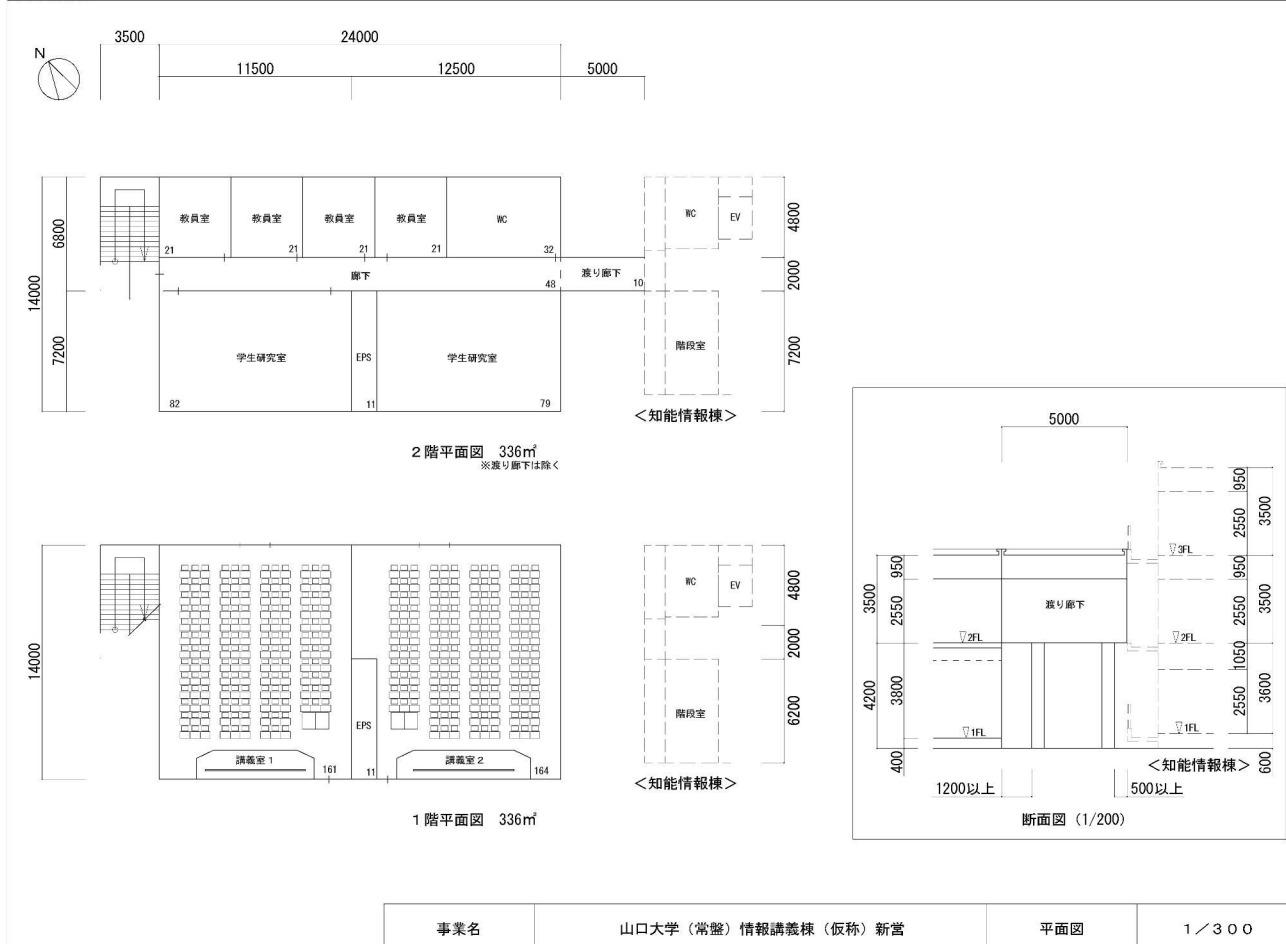 3500 24000
11500 12500 5000
N
教員室 教員室 教員室 教員室 WC
21 21 21 21 32
廊下 48
渡り廊下 10
学生研究室 EPS 学生研究室
82 11 79
6800
14000
7200
WC EV
階段室
4800
2000
7200
<知能情報棟>
2階平面図 336㎡
※渡り廊下は除く
14000
EPS
講義室1 161 11 講義室2 164
WC EV
階段室
4800
2000
6200
<知能情報棟>
1階平面図 336㎡
5000
950
2550
3500
▽3FL
950
3500
2550
渡り廊下
950
2550
3500
▽2FL ▽2FL
4200
3800
1050
2550
3600
▽1FL ▽1FL
400
<知能情報棟>
600
1200以上 500以上
断面図(1/200)
事業名 山口大学(常盤)情報講義棟(仮称)新営 平面図 1/300